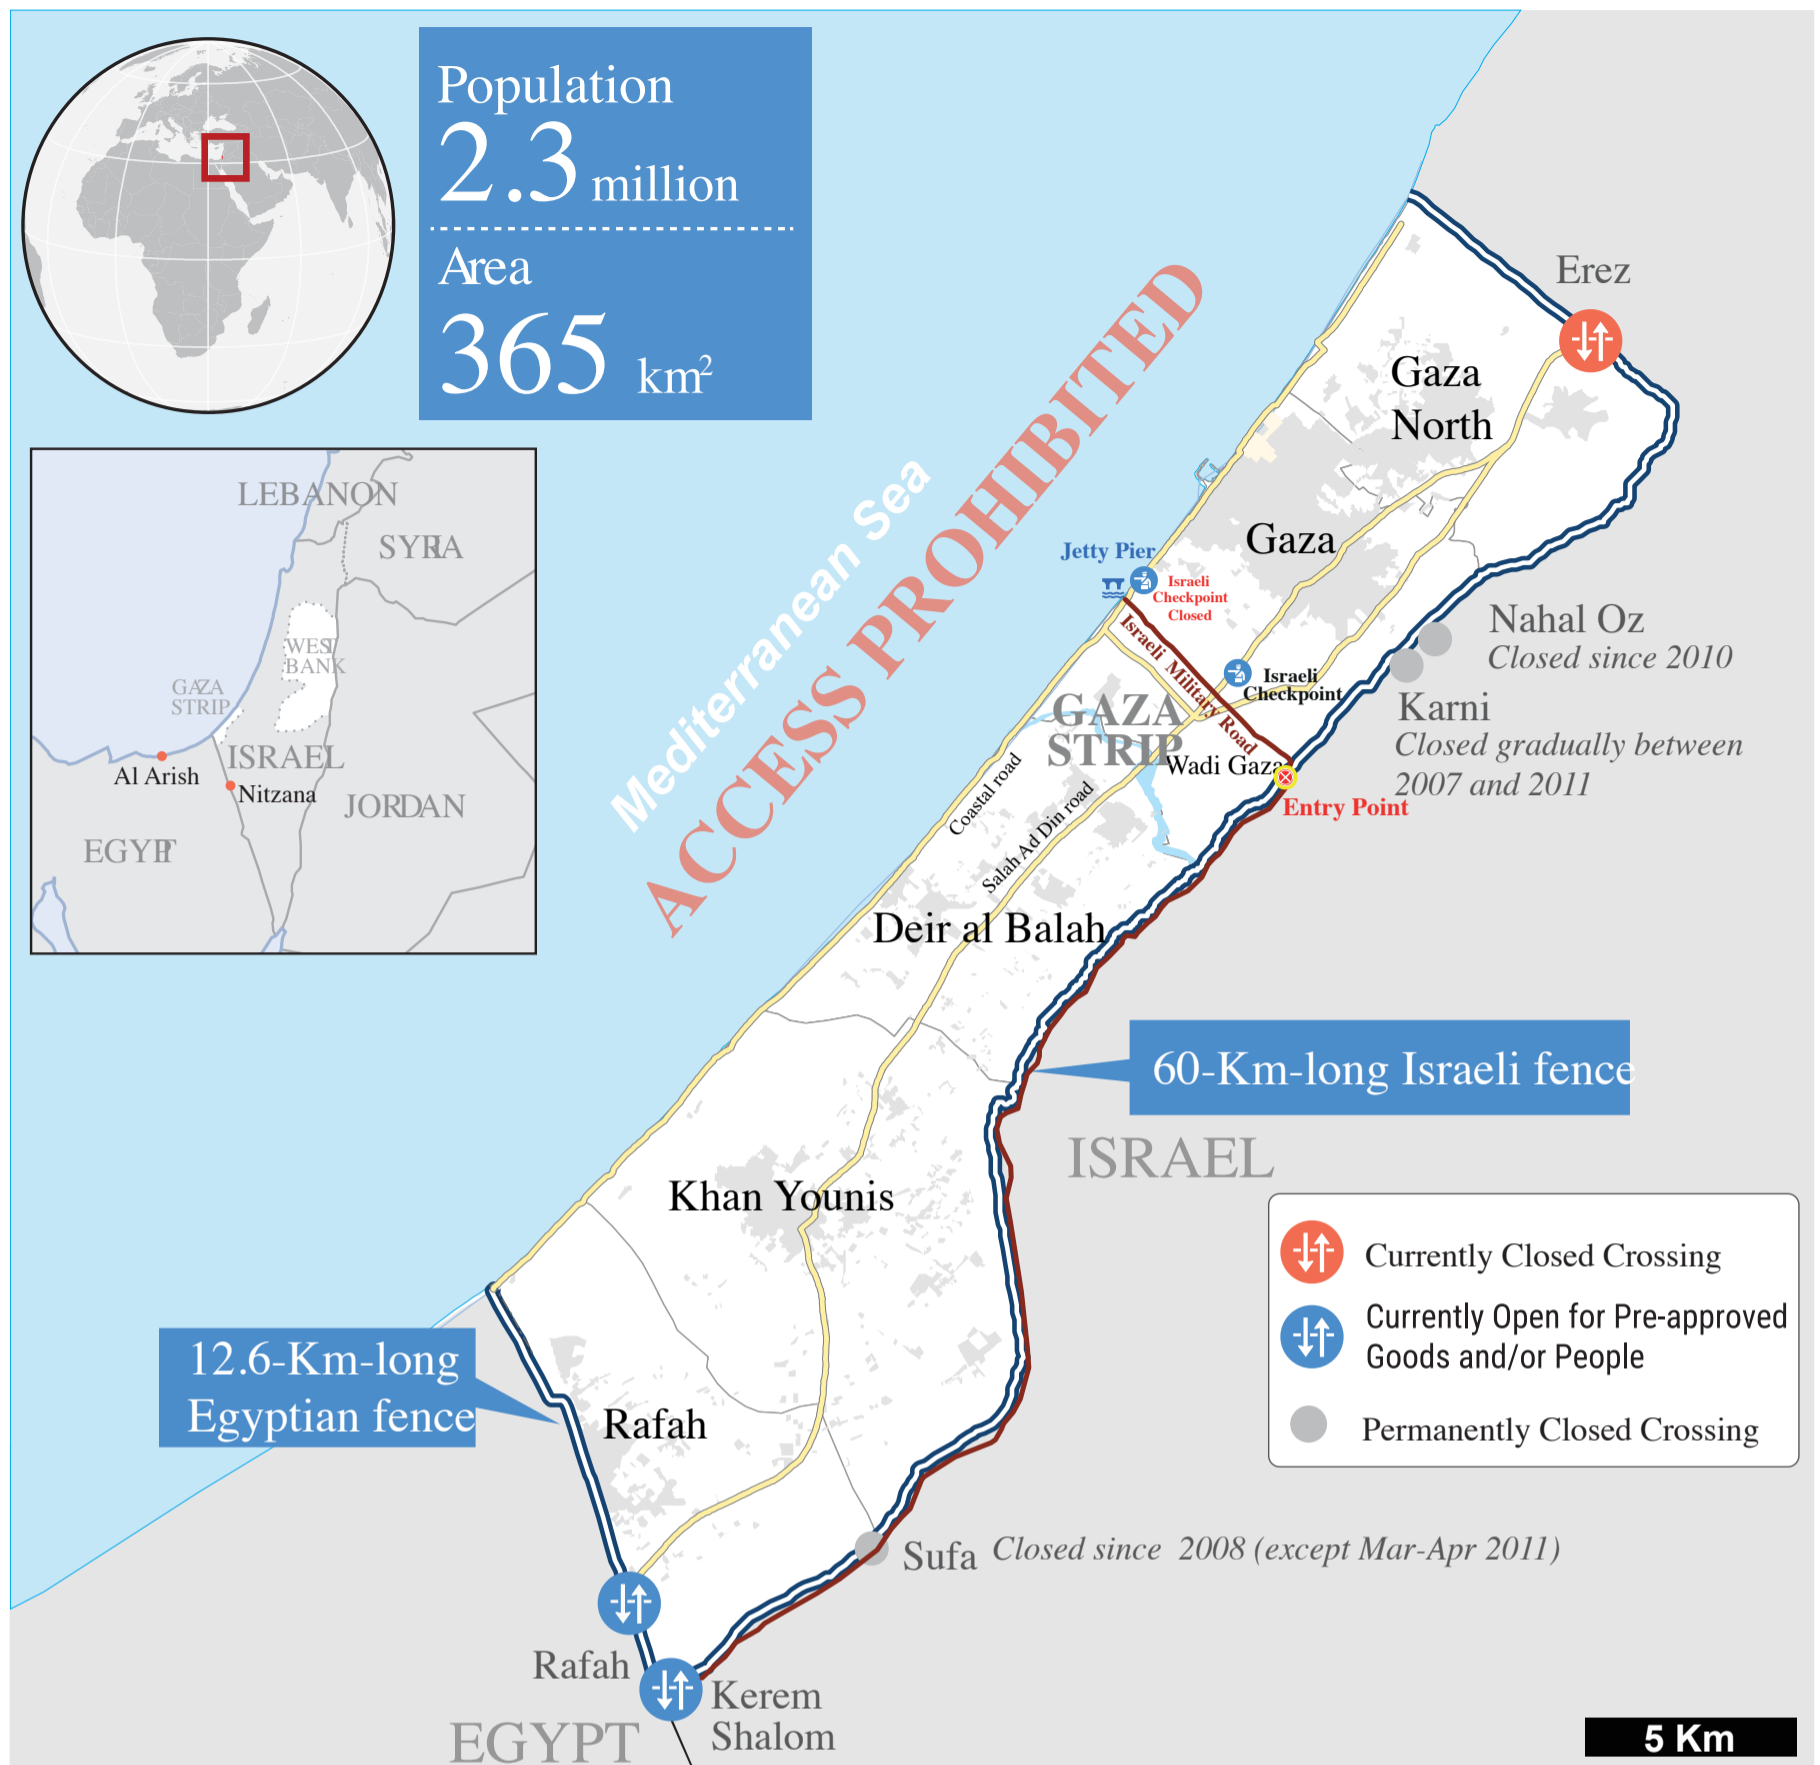 Population
2.3 million
Area
365 km²
LEBANON
SYRIA
WEST
BANK
GAZA
STRIP
ISRAEL
Al Arish
Nitzana
JORDAN
EGYPT
Mediterranean Sea
ACCESS PROHIBITED
Erez
Gaza
North
Gaza
Jetty Pier
Israeli
Checkpoint
Closed
Israeli Military Road
Israeli
Checkpoint
Nahal Oz
Closed since 2010
Karni
Closed gradually between
2007 and 2011
GAZA
STRIP
Wadi Gaza
Entry Point
Coastal road
Salah Ad Din road
Deir al Balah
60-Km-long Israeli fence
ISRAEL
Khan Younis
12.6-Km-long
Egyptian fence
Rafah
Currently Closed Crossing
Currently Open for Pre-approved
Goods and/or People
Permanently Closed Crossing
Sufa Closed since 2008 (except Mar-Apr 2011)
Rafah
Kerem
Shalom
EGYPT
5 Km